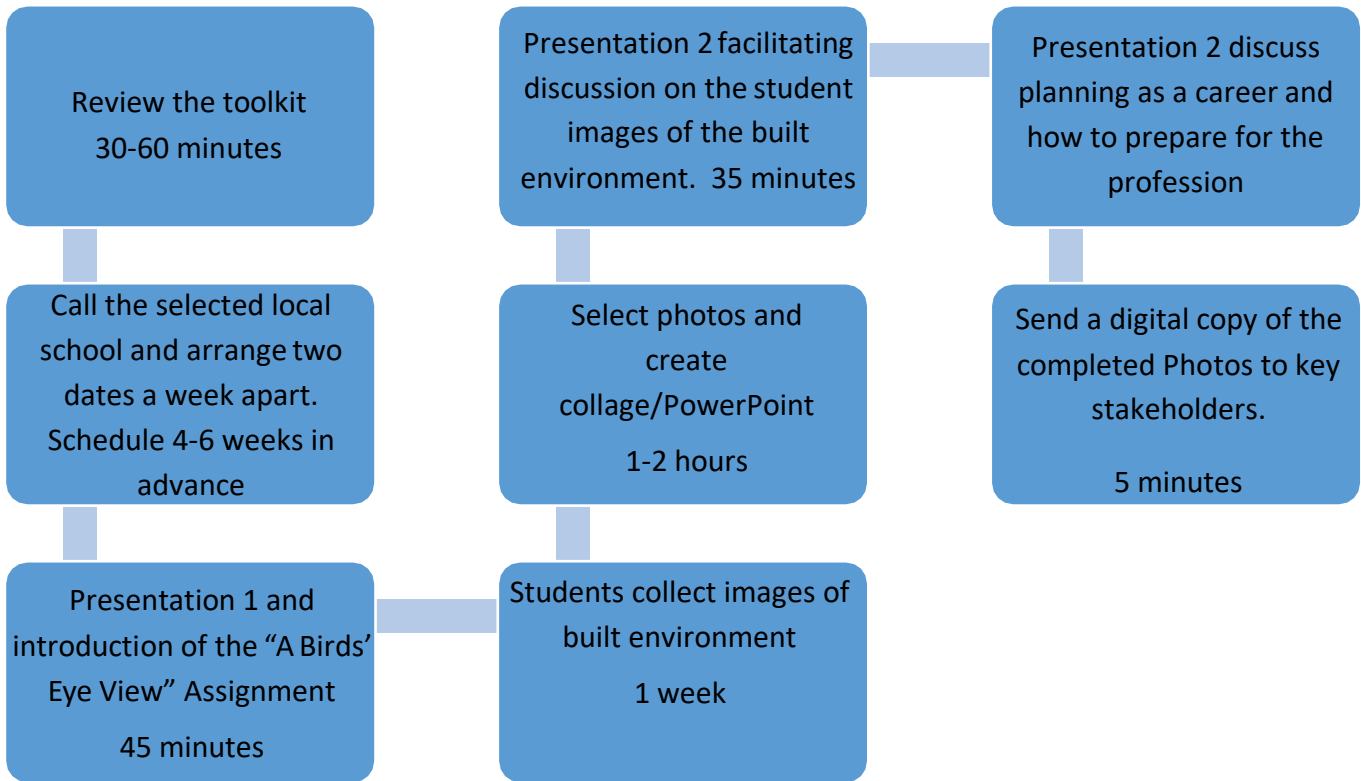 Review the toolkit
30-60 minutes
Call the selected local
school and arrange two
dates a week apart.
Schedule 4-6 weeks in
advance
Presentation 1 and
introduction of the “A Birds’
Eye View” Assignment
45 minutes
Students collect images of
built environment
1 week
Select photos and
create
collage/PowerPoint
1-2 hours
Presentation 2 facilitating
discussion on the student
images of the built
environment. 35 minutes
Presentation 2 discuss
planning as a career and
how to prepare for the
profession
Send a digital copy of the
completed Photos to key
stakeholders.
5 minutes